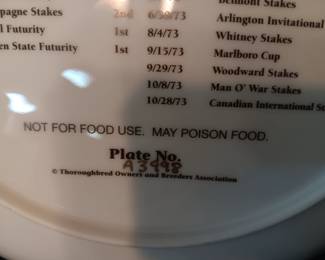 Belmont Stakes
pagne Stakes 2nd 6/30/73 Arlington Invitational
l Futurity 1st 8/4/73 Whitney Stakes
en State Futurity 1st 9/15/73 Marlboro Cup
9/29/73 Woodward Stakes
10/8/73 Man O' War Stakes
10/28/73 Canadian International S
NOT FOR FOOD USE. MAY POISON FOOD.
Plate No.
A3998
© Thoroughbred Owners and Breeders Association